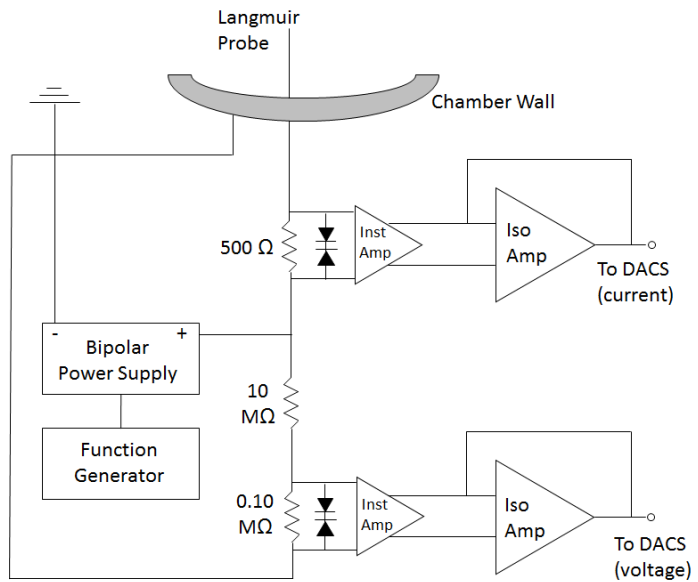 Langmuir
Probe
Chamber Wall
500 Ω
Inst
Amp
Iso
Amp
To DACS
(current)
- +
Bipolar
Power Supply
10
MΩ
Function
Generator
0.10
MΩ
Inst
Amp
Iso
Amp
To DACS
(voltage)